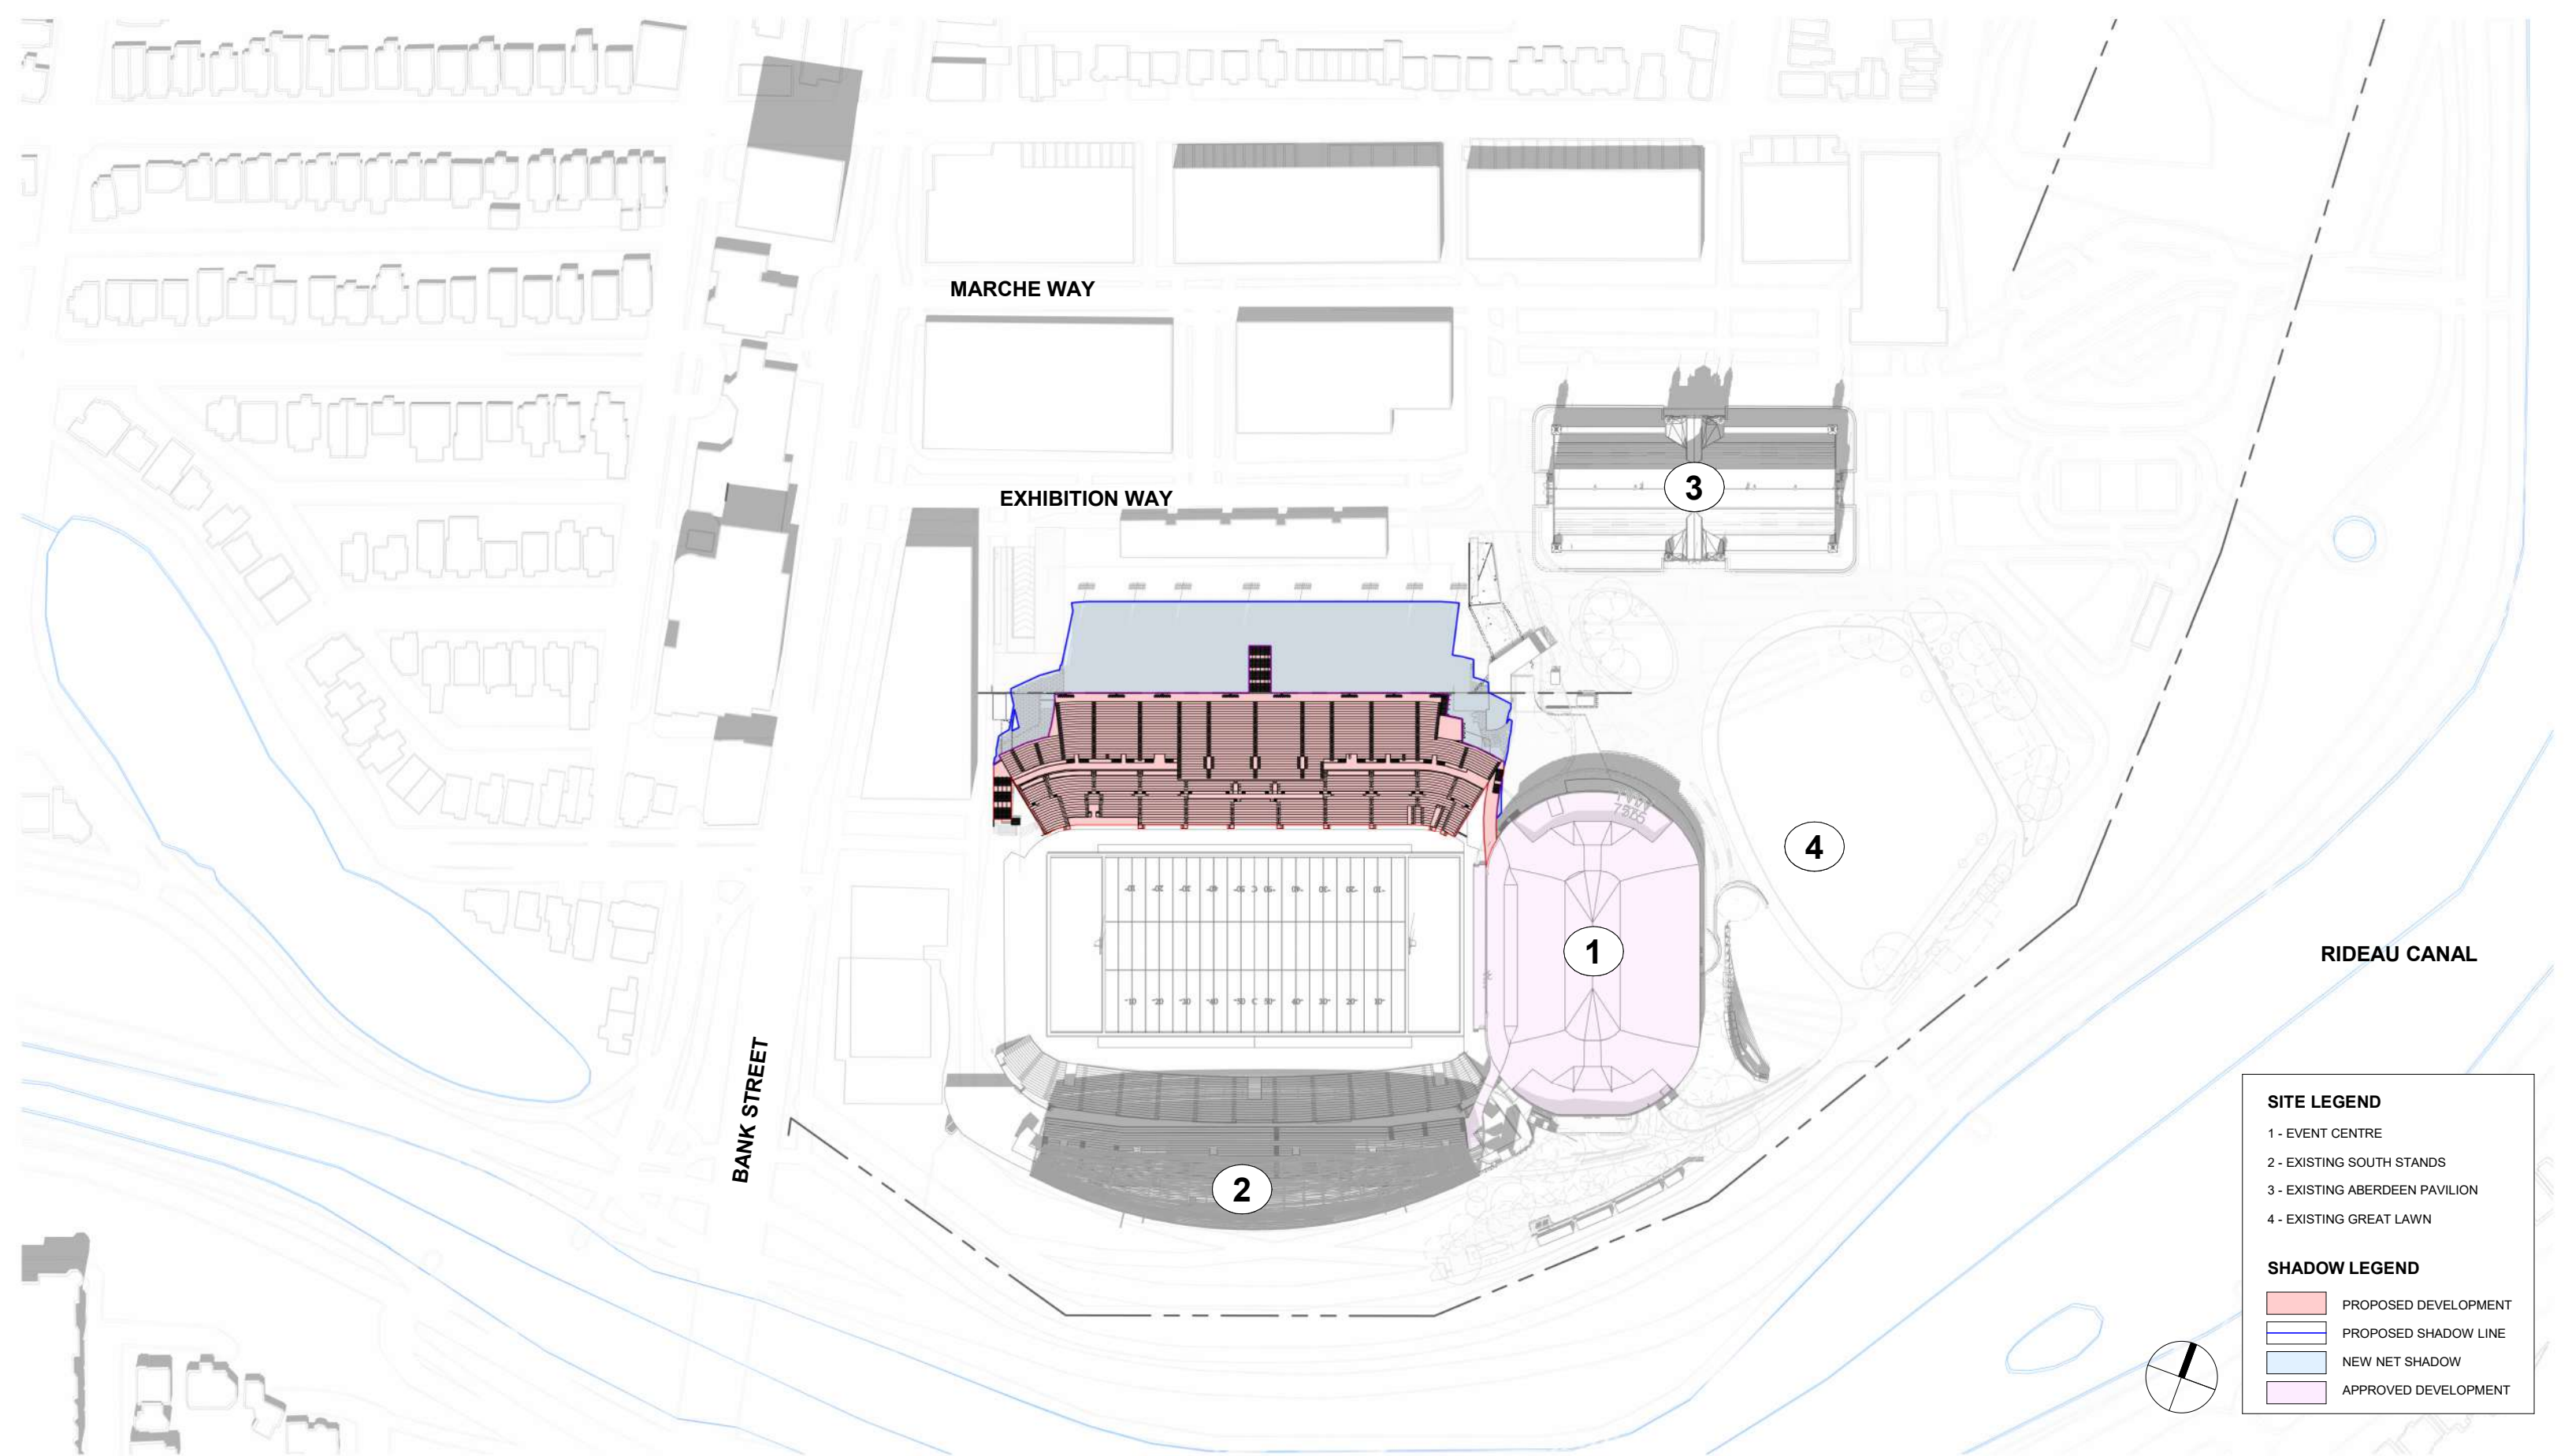 MARCHE WAY
EXHIBITION WAY
3
4
1
RIDEAU CANAL
BANK STREET
2
SITE LEGEND
1 - EVENT CENTRE
2 - EXISTING SOUTH STANDS
3 - EXISTING ABERDEEN PAVILION
4 - EXISTING GREAT LAWN
SHADOW LEGEND
PROPOSED DEVELOPMENT
PROPOSED SHADOW LINE
NEW NET SHADOW
APPROVED DEVELOPMENT